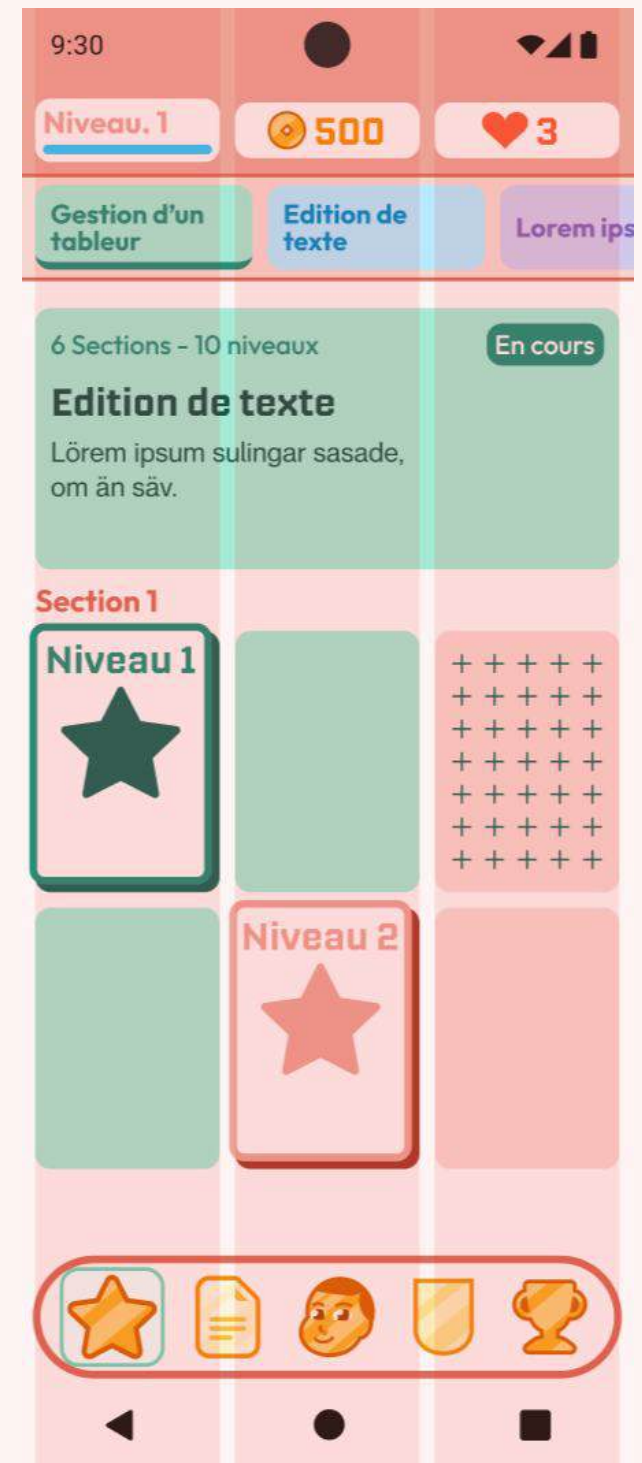 9:30
Niveau. 1
500
3
Gestion d'un
tableur
Edition de
texte
Lorem ips
6 Sections - 10 niveaux
En cours
Edition de texte
Lörem ipsum sulingar sasade,
om än säv.
Section 1
Niveau 1
Niveau 2